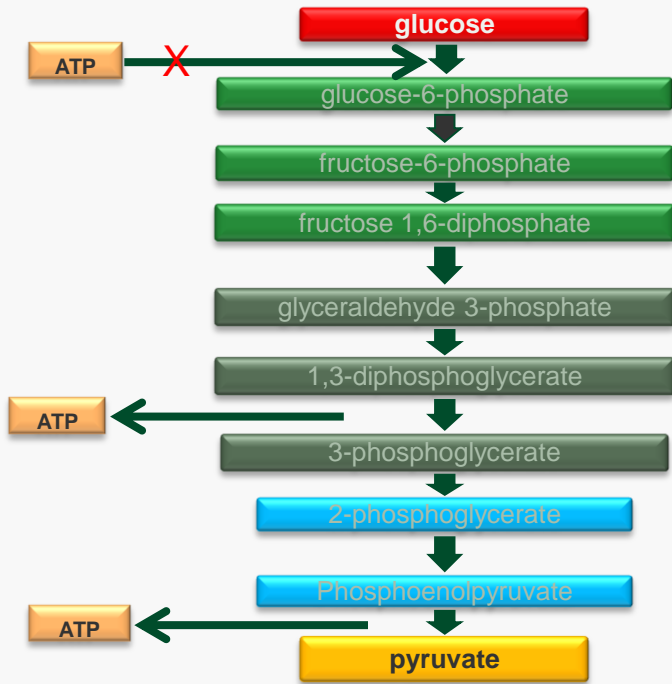 glucose
ATP
X
glucose-6-phosphate
fructose-6-phosphate
fructose 1,6-diphosphate
glyceraldehyde 3-phosphate
1,3-diphosphoglycerate
ATP
3-phosphoglycerate
2-phosphoglycerate
Phosphoenolpyruvate
ATP
pyruvate